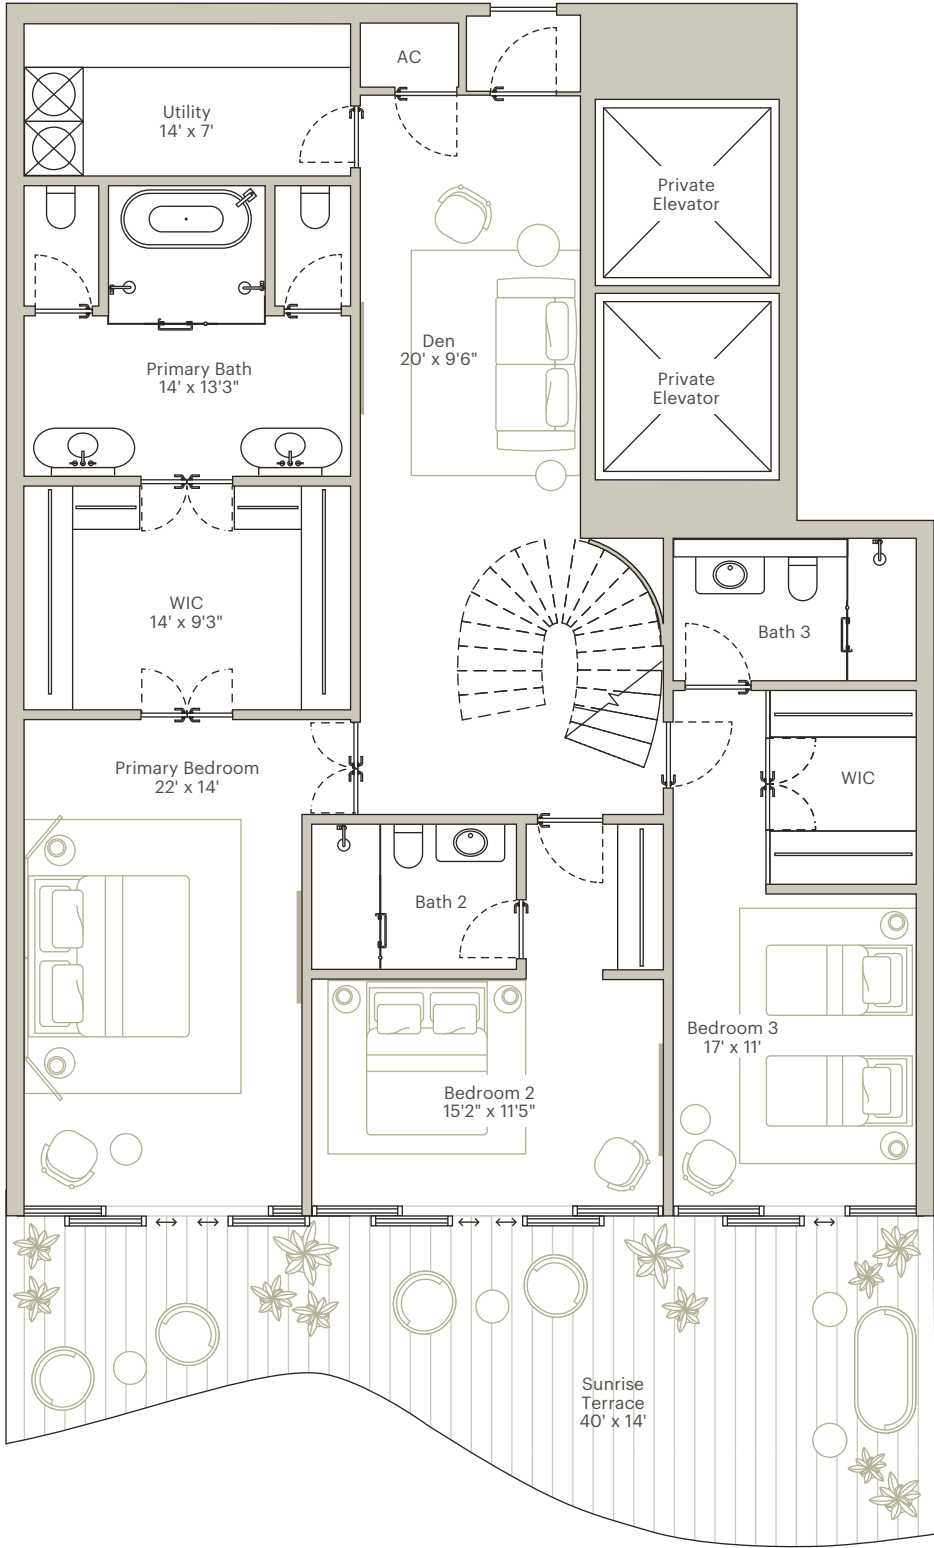 AC
Utility
14' x 7'
Private
Elevator
Den
20' x 9'6"
Primary Bath
14' x 13'3"
Private
Elevator
WIC
14' x 9'3"
Bath 3
Primary Bedroom
22' x 14'
WIC
Bath 2
Bedroom 3
17' x 11'
Bedroom 2
15'2" x 11'5"
Sunrise
Terrace
40' x 14'